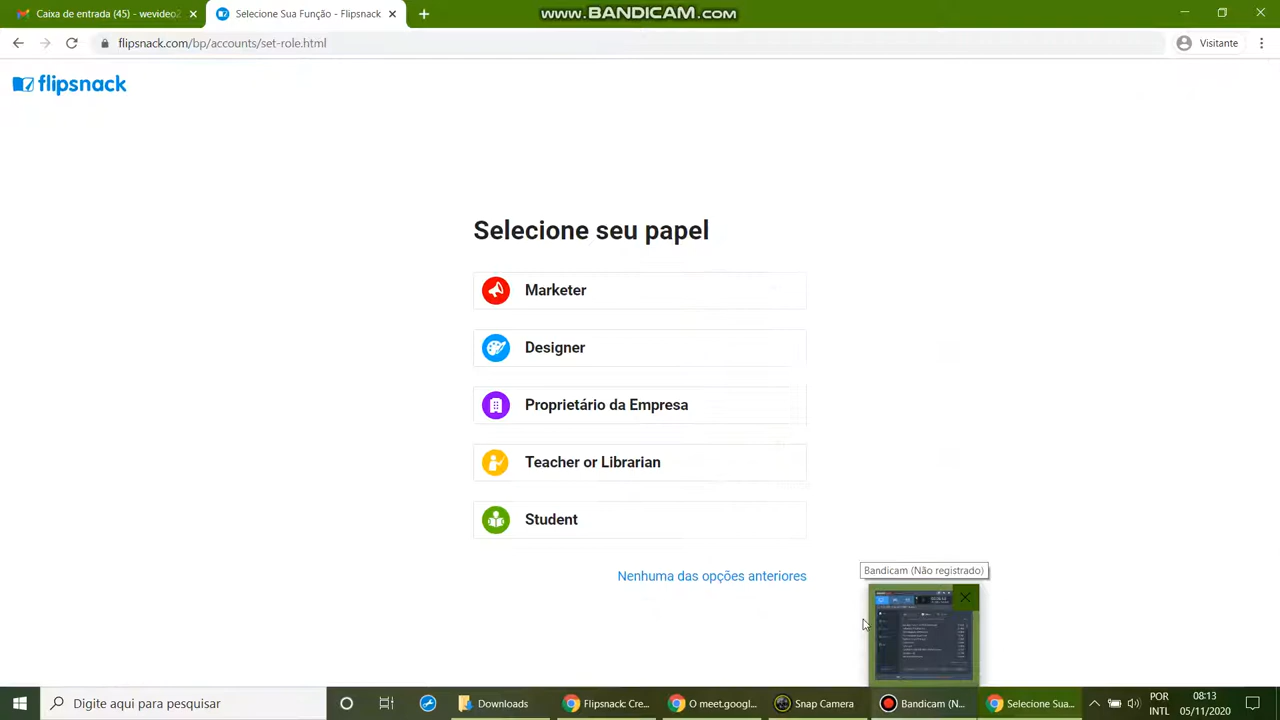 Caixa de entrada (45) - wevideo2
Selecione Sua Função - Flipsnack
www.BANDICAM.com
flipsnack.com/bp/accounts/set-role.html
Visitante
flipsnack
Selecione seu papel
Marketer
Designer
Proprietário da Empresa
Teacher or Librarian
Student
Nenhuma das opções anteriores
Bandicam (Não registrado)
Digite aqui para pesquisar
Downloads
Flipsnack: Cre...
O meet.googl...
Snap Camera
Bandicam (N...
Selecione Sua...
POR
INTL
08:13
05/11/2020